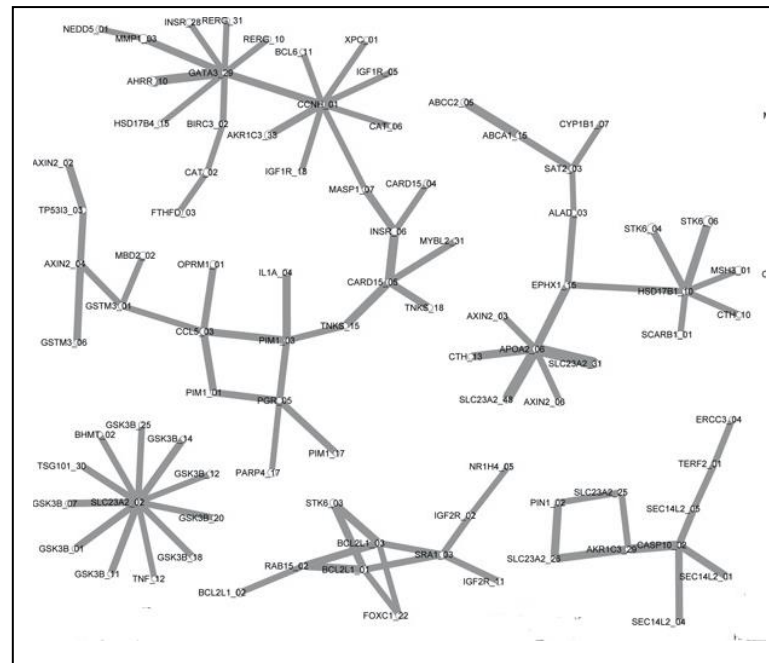 INSR_28
RERG_31
NEDD5_01
MMP1_03
RERG_10
XPC_01
BCL6_11
GATA3_29
IGF1R_05
AHRR_10
CCNH_01
ABCC2_05
HSD17B4_15
BIRC3_02
AKR1C3_33
CAT_06
ABCA1_15
CYP1B1_07
AXIN2_02
CAT_02
IGF1R_18
SAT2_03
MASP1_07
CARD15_04
TP53I3_03
FTHFD_03
ALAD_03
INSR_06
STK6_04
STK6_06
MYBL2_31
AXIN2_04
MBD2_02
OPRM1_01
IL1A_04
MSH3_01
CARD15_05
EPHX1_15
HSD17B1_10
GSTM3_01
TNKS_18
CTH_10
CCL5_03
TNKS_15
AXIN2_03
SCARB1_01
GSTM3_06
PIM1_03
APOA2_06
CTH_13
SLC23A2_31
PIM1_01
PGR_05
SLC23A2_48
AXIN2_06
GSK3B_25
ERCC3_04
BHMT_02
GSK3B_14
PIM1_17
TSG101_30
PARP4_17
NR1H4_05
TERF2_01
GSK3B_12
SLC23A2_25
GSK3B_07
SLC23A2_02
STK6_03
PIN1_02
GSK3B_20
IGF2R_02
SEC14L2_05
GSK3B_01
BCL2L1_03
AKR1C3_29
CASP10_02
GSK3B_18
SRA1_03
SLC23A2_26
RAB15_02
BCL2L1_01
GSK3B_11
TNF_12
IGF2R_11
SEC14L2_01
BCL2L1_02
FOXC1_22
SEC14L2_04